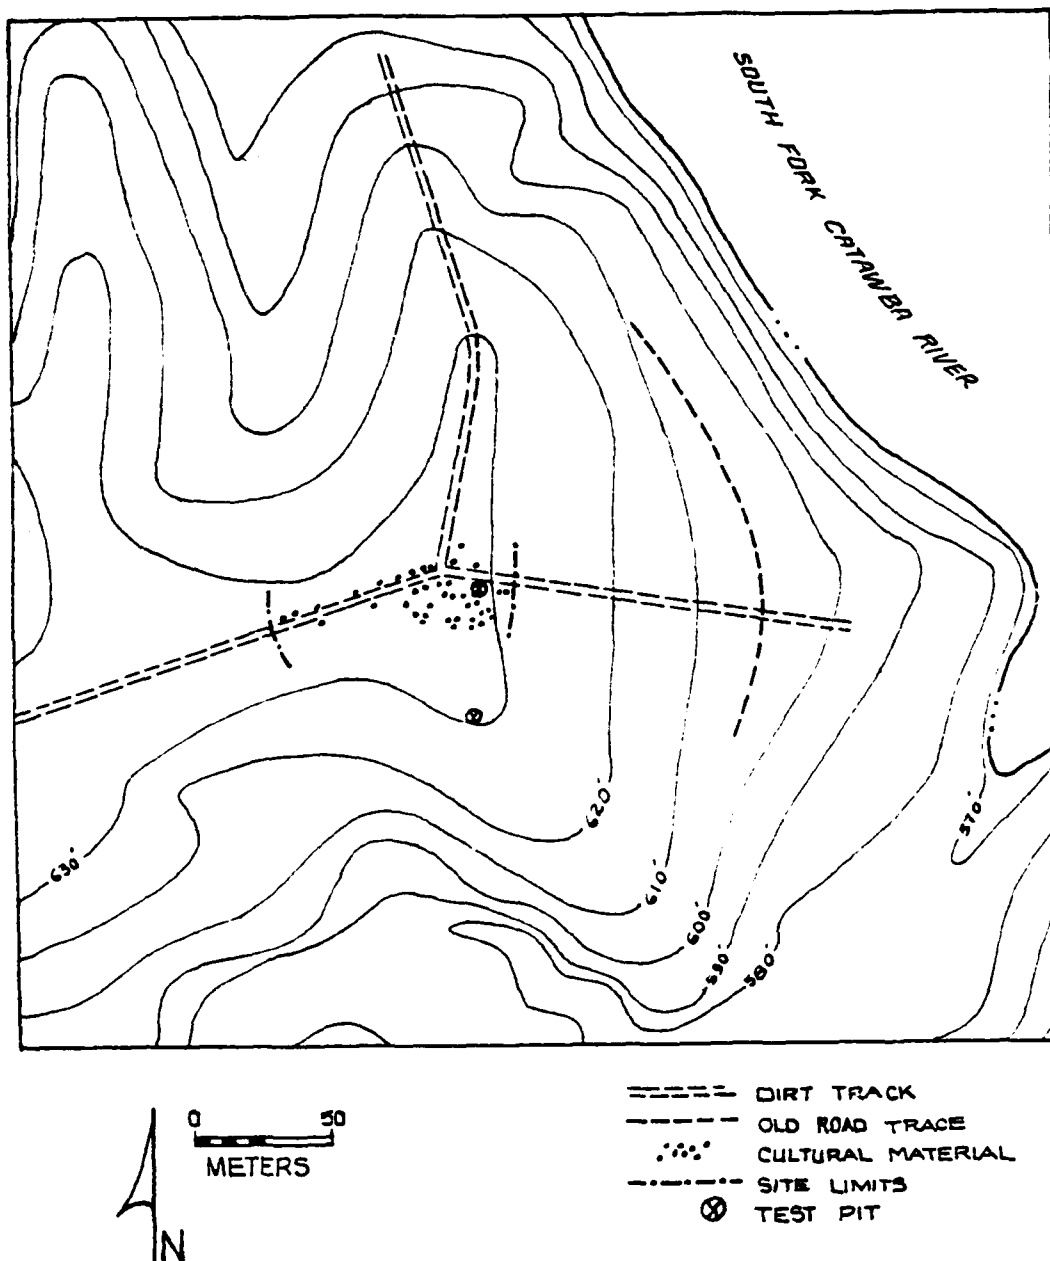 SOUTH FORK CATAWBA RIVER
630'
620'
610'
600'
590'
580'
570'
0 50
METERS
N
DIRT TRACK
OLD ROAD TRACE
CULTURAL MATERIAL
SITE LIMITS
TEST PIT